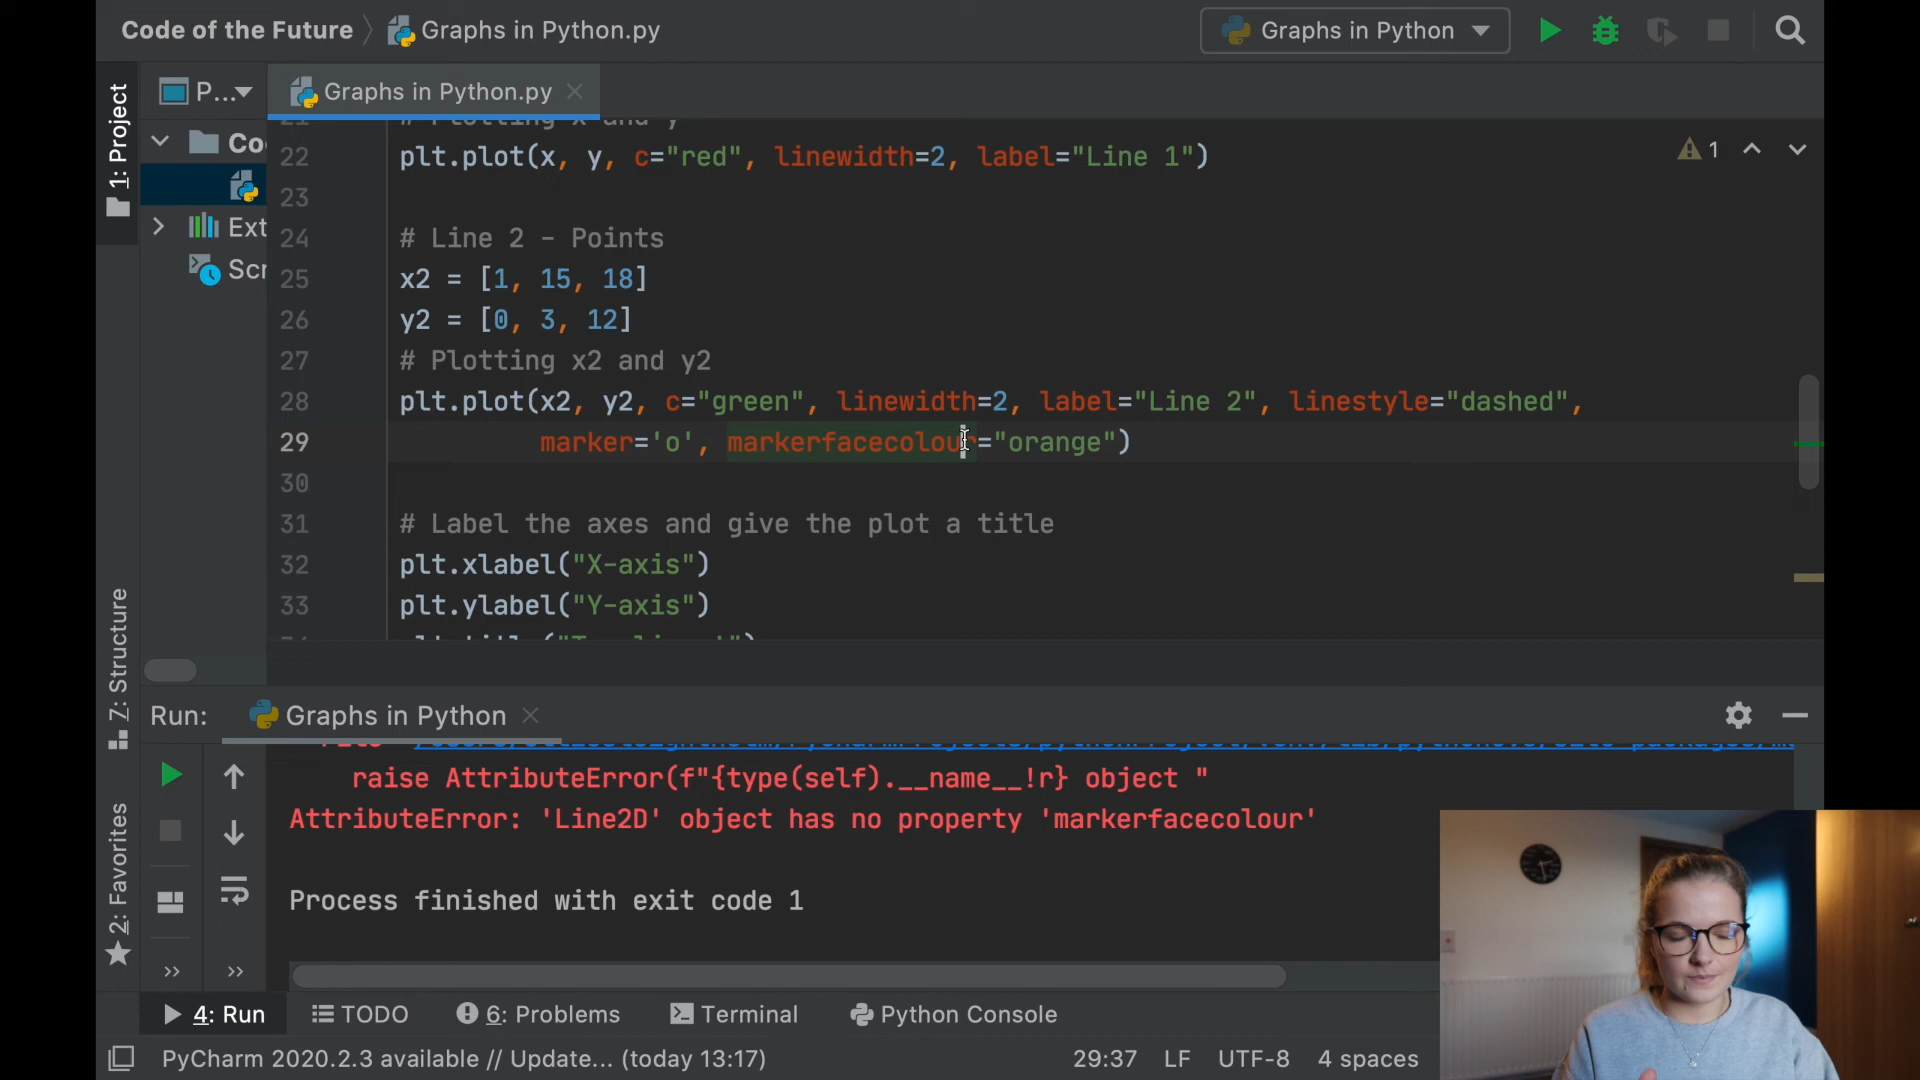 Code of the Future
Graphs in Python.py
Graphs in Python
P...
Graphs in Python.py
1: Project
Co
Ext
Scr
1
21 # Plotting x and y
22 plt.plot(x, y, c="red", linewidth=2, label="Line 1")
23
24 # Line 2 - Points
25 x2 = [1, 15, 18]
26 y2 = [0, 3, 12]
27 # Plotting x2 and y2
28 plt.plot(x2, y2, c="green", linewidth=2, label="Line 2", linestyle="dashed",
29 marker='o', markerfacecolour="orange")
30
31 # Label the axes and give the plot a title
32 plt.xlabel("X-axis")
33 plt.ylabel("Y-axis")
7: Structure
2: Favorites
Run:
Graphs in Python
raise AttributeError(f"{type(self).__name__!r} object "
AttributeError: 'Line2D' object has no property 'markerfacecolour'
Process finished with exit code 1
4: Run
TODO
6: Problems
Terminal
Python Console
PyCharm 2020.2.3 available // Update... (today 13:17)
29:37
LF
UTF-8
4 spaces